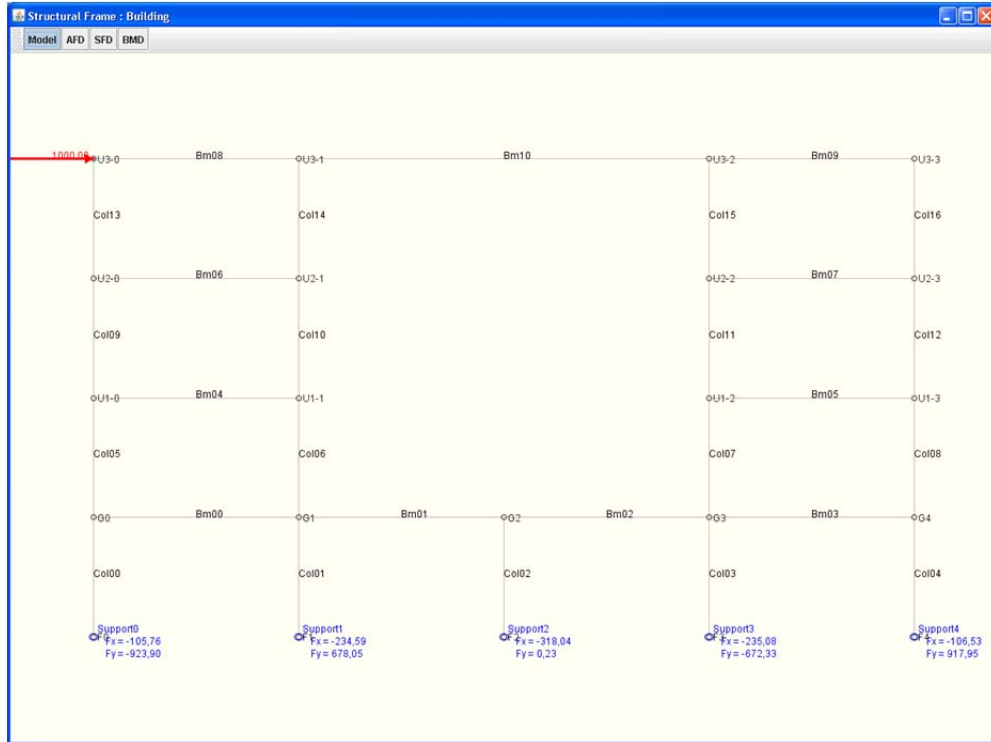 Structural Frame : Building
Model AFD SFD BMD
1000,00
U3-0 Bm08 U3-1 Bm10 U3-2 Bm09 U3-3
Col13 Col14 Col15 Col16
U2-0 Bm06 U2-1 U2-2 Bm07 U2-3
Col09 Col10 Col11 Col12
U1-0 Bm04 U1-1 U1-2 Bm05 U1-3
Col05 Col06 Col07 Col08
G0 Bm00 G1 Bm01 G2 Bm02 G3 Bm03 G4
Col00 Col01 Col02 Col03 Col04
Support0 Support1 Support2 Support3 Support4
Fx = -105,76 Fx = -234,59 Fx = -318,04 Fx = -235,08 Fx = -106,53
Fy = -923,90 Fy = 678,05 Fy = 0,23 Fy = -672,33 Fy = 917,95